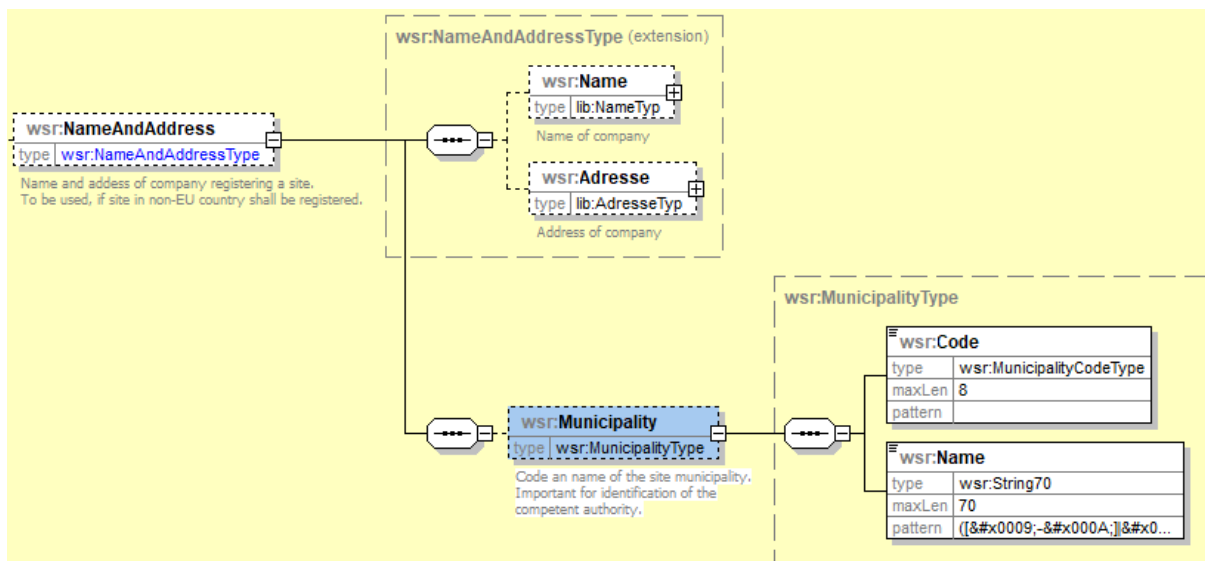 wsr:NameAndAddressType (extension)
wsr:Name
type lib:NameTyp
Name of company
wsr:NameAndAddress
type wsr:NameAndAddressType
Name and addess of company registering a site.
To be used, if site in non-EU country shall be registered.
wsr:Adresse
type lib:AdresseTyp
Address of company
wsr:MunicipalityType
wsr:Code
type wsr:MunicipalityCodeType
maxLen 8
pattern
wsr:Municipality
type wsr:MunicipalityType
Code an name of the site municipality.
Important for identification of the
competent authority.
wsr:Name
type wsr:String70
maxLen 70
pattern ([&#x0009;-&#x000A;]|&#x0...